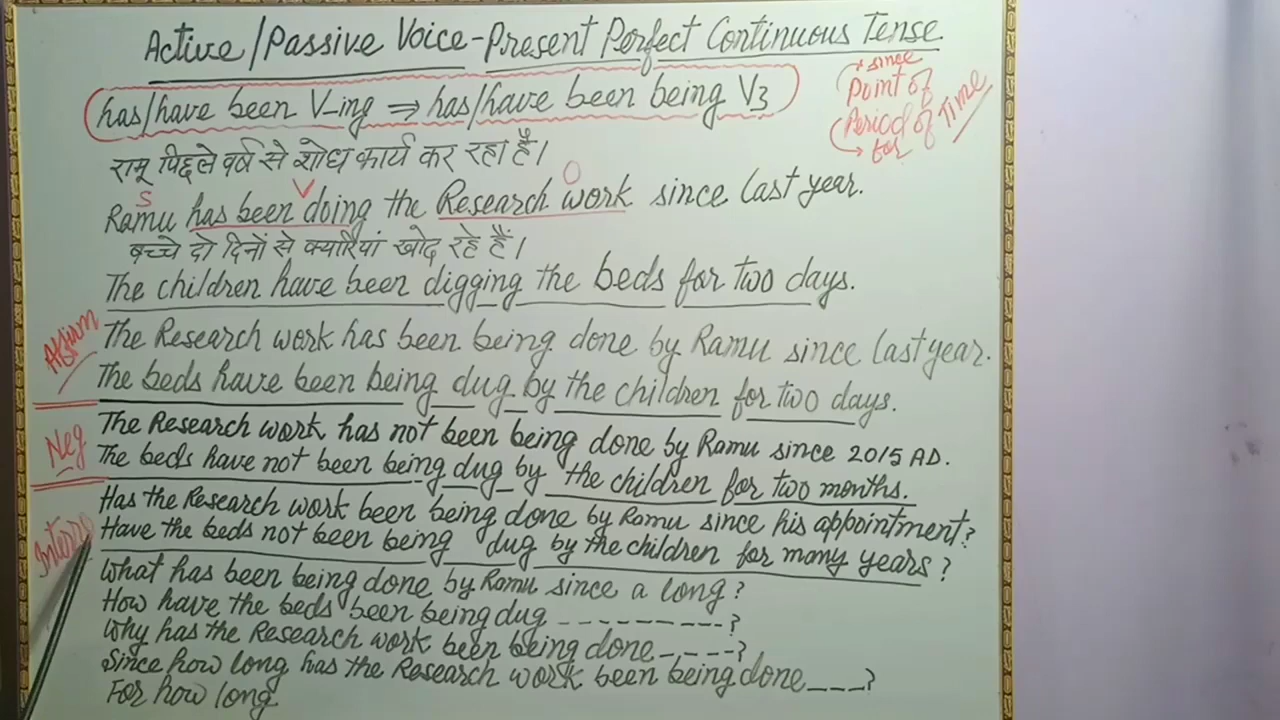 Active/Passive Voice-Present Perfect Continuous Tense
has/have been V-ing ⇒ has/have been being V3
since
Point of
Period of Time
for
रामू पिछले वर्ष से शोध कार्य कर रहा है।
S V O
Ramu has been doing the Research work since last year.
बच्चे दो दिनों से क्यारियां खोद रहे हैं।
The children have been digging the beds for two days.
Affirm
The Research work has been being done by Ramu since last year.
The beds have been being dug by the children for two days.
Neg
The Research work has not been being done by Ramu since 2015 AD.
The beds have not been being dug by the children for two months.
Has the Research work been being done by Ramu since his appointment?
Have the beds not been being dug by the children for many years?
What has been being done by Ramu since a long?
How have the beds been being dug ---------?
Why has the Research work been being done-----?
Since how long has the Research work been being done___?
For how long